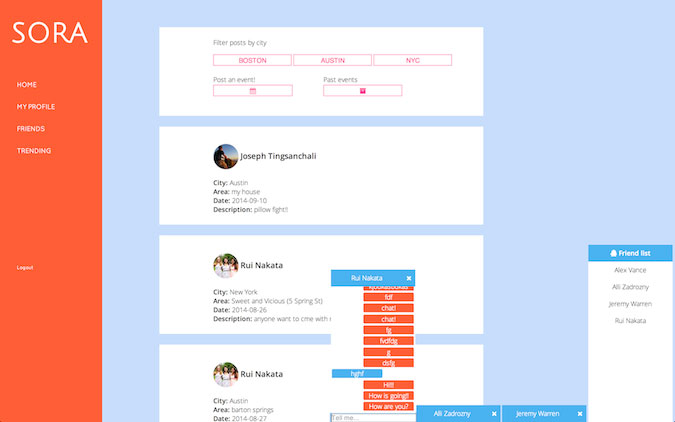 SORA
HOME
MY PROFILE
FRIENDS
TRENDING
Logout
Filter posts by city
BOSTON
AUSTIN
NYC
Post an event!
Past events
Joseph Tingsanchali
City: Austin
Area: my house
Date: 2014-09-10
Description: pillow fight!!
Rui Nakata
City: New York
Area: Sweet and Vicious (5 Spring St)
Date: 2014-08-26
Description: anyone want to cme with
Rui Nakata
City: Austin
Area: barton springs
Date: 2014-08-27
Rui Nakata ×
fdf
chat!
chat!
fg
fvdfdg
g
dsfg
hghf
Hi!!!
How is going!!
How are you?
Tell me...
Alli Zadrozny ×
Jeremy Warren ×
Friend list
Alex Vance
Alli Zadrozny
Jeremy Warren
Rui Nakata